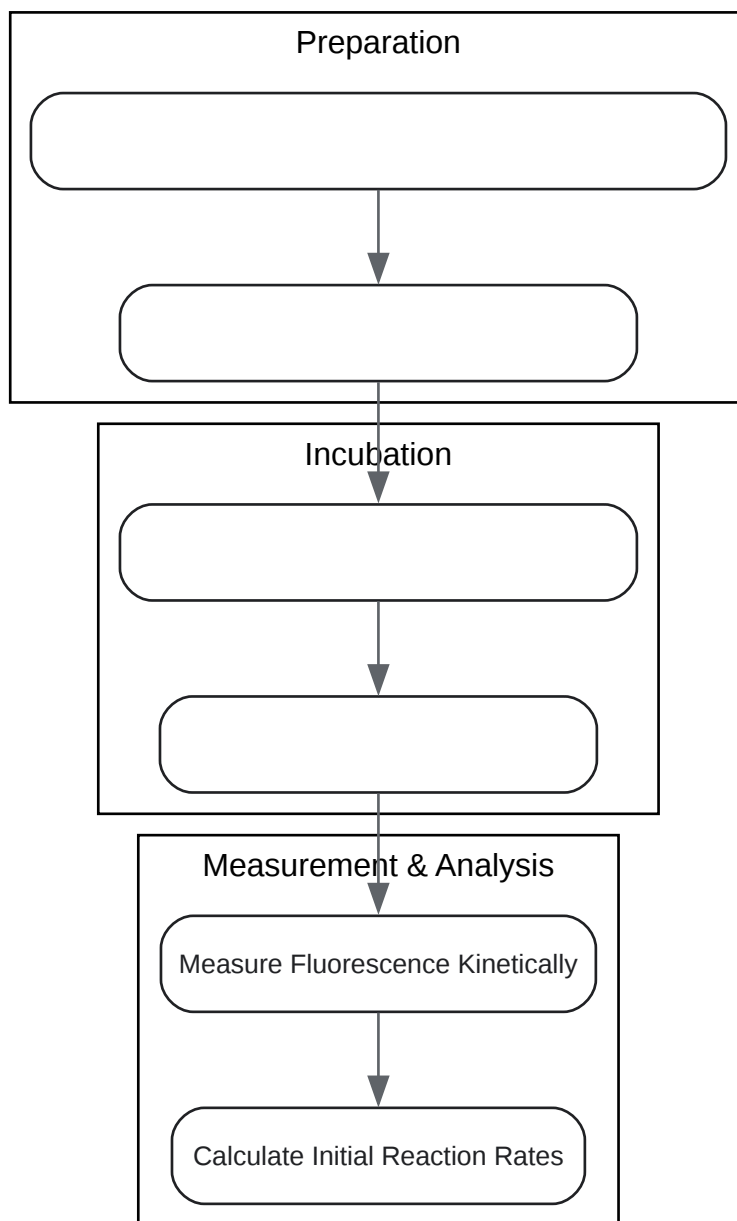 Preparation
Incubation
Measurement & Analysis
Measure Fluorescence Kinetically
Calculate Initial Reaction Rates